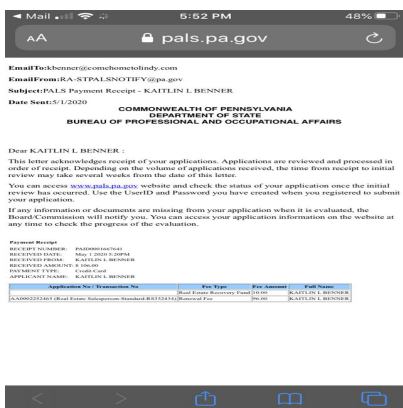 Mail 5:52 PM 48%
AA pals.pa.gov
EmailTo:kbenner@comehometolindy.com
EmailFrom:RA-STPALSNOTIFY@pa.gov
Subject:PALS Payment Receipt - KAITLIN L BENNER
Date Sent:5/1/2020
COMMONWEALTH OF PENNSYLVANIA
DEPARTMENT OF STATE
BUREAU OF PROFESSIONAL AND OCCUPATIONAL AFFAIRS
Dear KAITLIN L BENNER :
This letter acknowledges receipt of your applications. Applications are reviewed and processed in
order of receipt. Depending on the volume of applications received, the time from receipt to initial
review may take several weeks from the date of this letter.
You can access www.pals.pa.gov website and check the status of your application once the initial
review has occurred. Use the UserID and Password you have created when you registered to submit
your application.
If any information or documents are missing from your application when it is evaluated, the
Board/Commission will notify you. You can access your application information on the website at
any time to check the progress of the evaluation.
Payment Receipt
RECEIPT NUMBER:
RECEIVED DATE: May 1 2020 5:20PM
RECEIVED FROM: KAITLIN L BENNER
RECEIVED AMOUNT: $ 106.00
PAYMENT TYPE: Credit Card
APPLICANT NAME: KAITLIN L BENNER
Application No / Transaction No Fee Type Fee Amount Full Name
Real Estate Recovery Fund 10.00 KAITLIN L BENNER
(Real Estate Salesperson-Standard- Renewal Fee 96.00 KAITLIN L BENNER